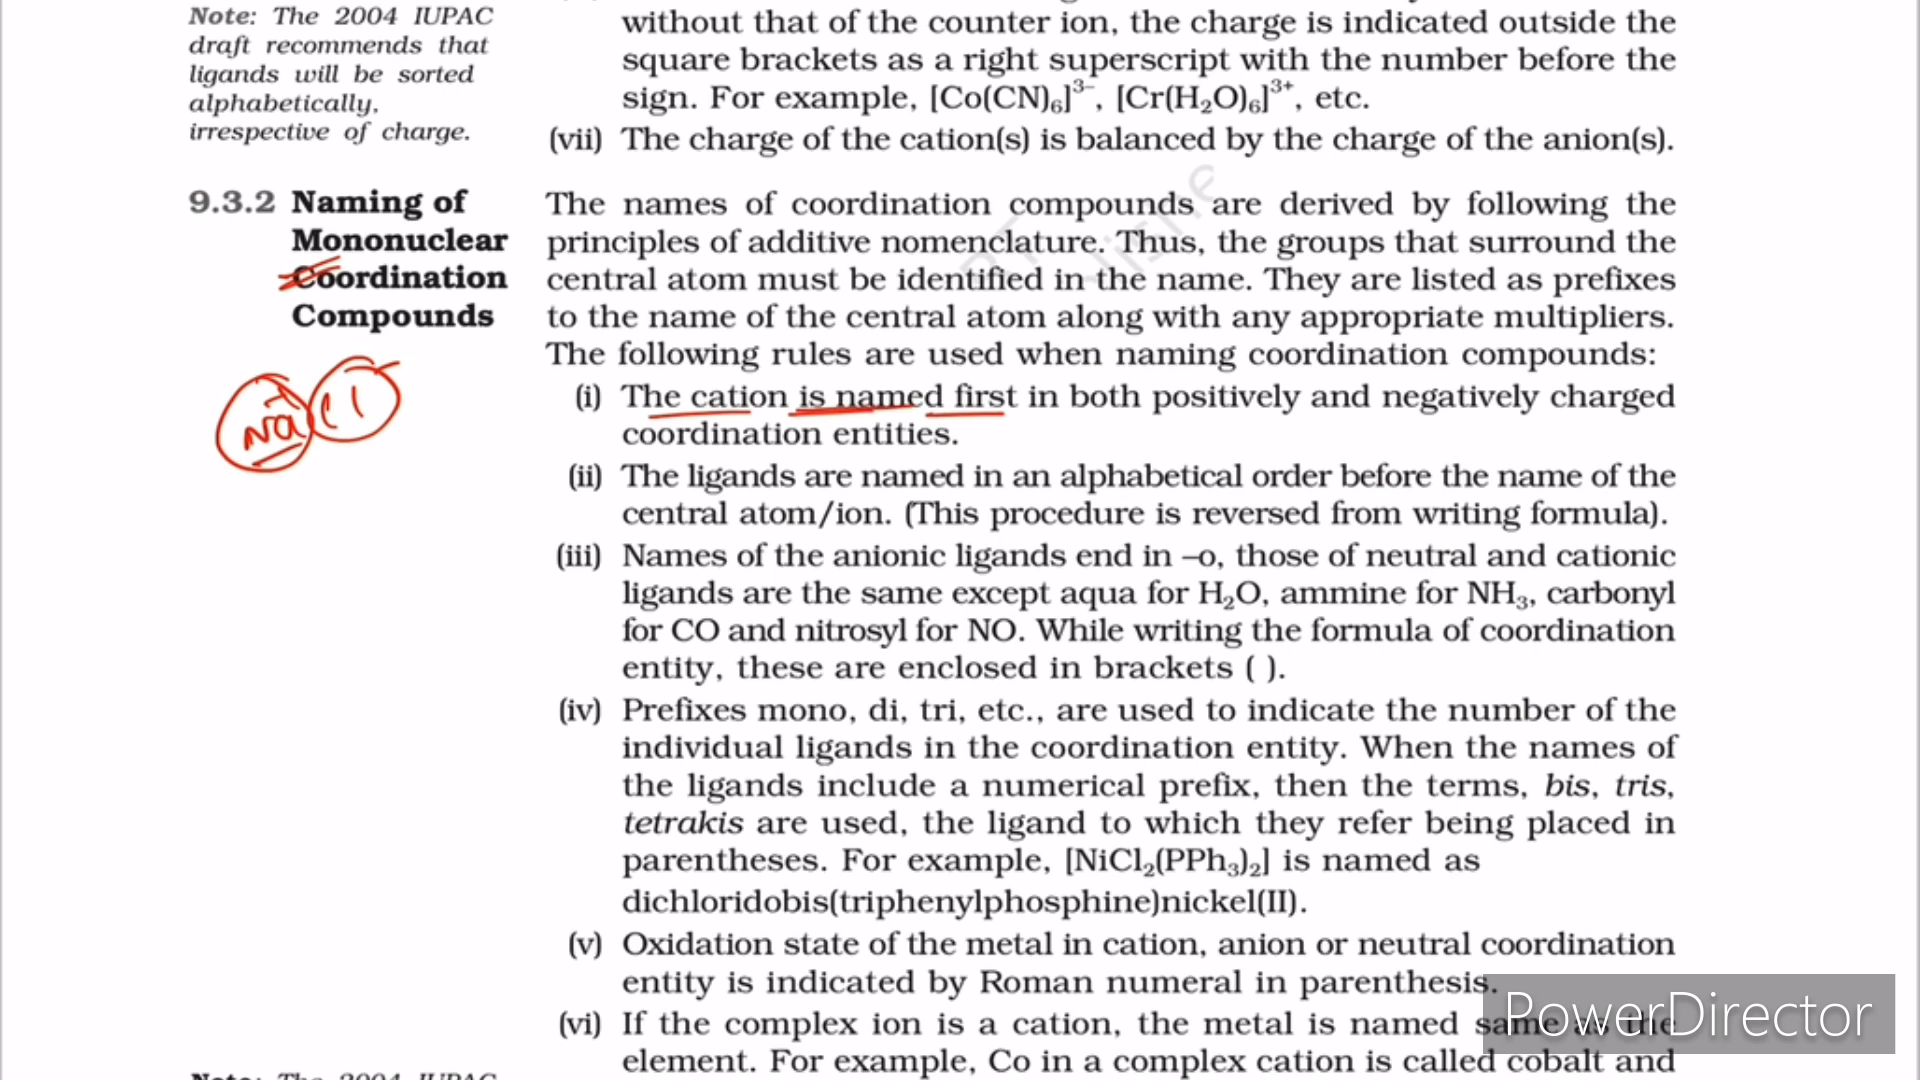 Note: The 2004 IUPAC
draft recommends that
ligands will be sorted
alphabetically,
irrespective of charge.
without that of the counter ion, the charge is indicated outside the
square brackets as a right superscript with the number before the
sign. For example, [Co(CN)₆]³⁻, [Cr(H₂O)₆]³⁺, etc.
(vii) The charge of the cation(s) is balanced by the charge of the anion(s).
9.3.2 Naming of
Mononuclear
Coordination
Compounds
Na⁺ Cl⁻
The names of coordination compounds are derived by following the
principles of additive nomenclature. Thus, the groups that surround the
central atom must be identified in the name. They are listed as prefixes
to the name of the central atom along with any appropriate multipliers.
The following rules are used when naming coordination compounds:
(i) The cation is named first in both positively and negatively charged
coordination entities.
(ii) The ligands are named in an alphabetical order before the name of the
central atom/ion. (This procedure is reversed from writing formula).
(iii) Names of the anionic ligands end in –o, those of neutral and cationic
ligands are the same except aqua for H₂O, ammine for NH₃, carbonyl
for CO and nitrosyl for NO. While writing the formula of coordination
entity, these are enclosed in brackets ( ).
(iv) Prefixes mono, di, tri, etc., are used to indicate the number of the
individual ligands in the coordination entity. When the names of
the ligands include a numerical prefix, then the terms, bis, tris,
tetrakis are used, the ligand to which they refer being placed in
parentheses. For example, [NiCl₂(PPh₃)₂] is named as
dichloridobis(triphenylphosphine)nickel(II).
(v) Oxidation state of the metal in cation, anion or neutral coordination
entity is indicated by Roman numeral in parenthesis.
(vi) If the complex ion is a cation, the metal is named same as the
element. For example, Co in a complex cation is called cobalt and
Note: The 2004 IUPAC
PowerDirector